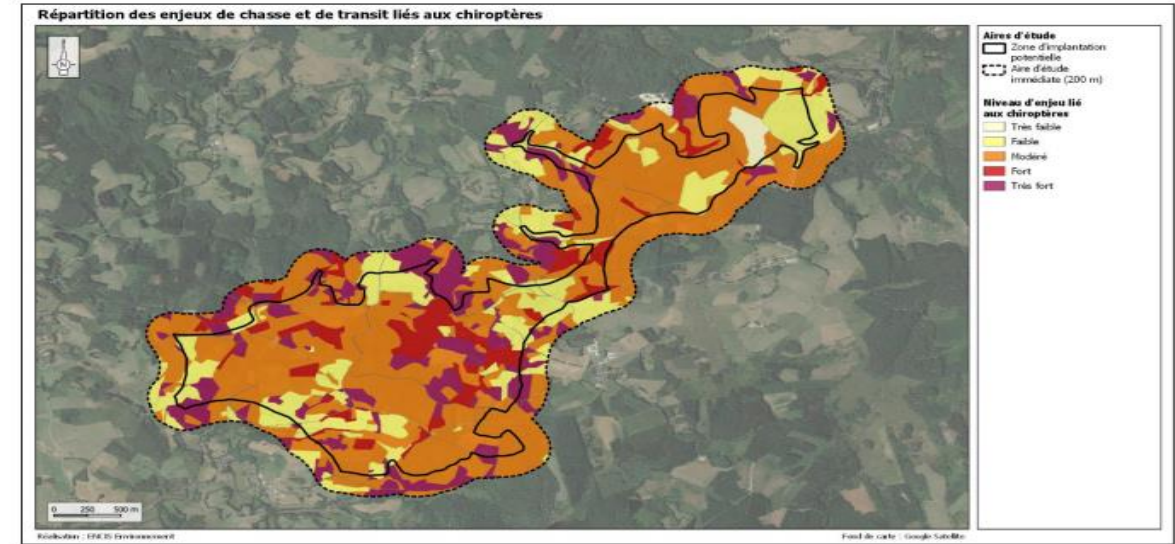 Répartition des enjeux de chasse et de transit liés aux chiroptères
N
Aires d'étude
Zone d'implantation
potentielle
Aire d'étude
immédiate (200 m)
Niveau d'enjeu lié
aux chiroptères
Très faible
Faible
Modéré
Fort
Très fort
0 250 500 m
Réalisation : ENCIS Environnement
Fond de carte : Google Satellite